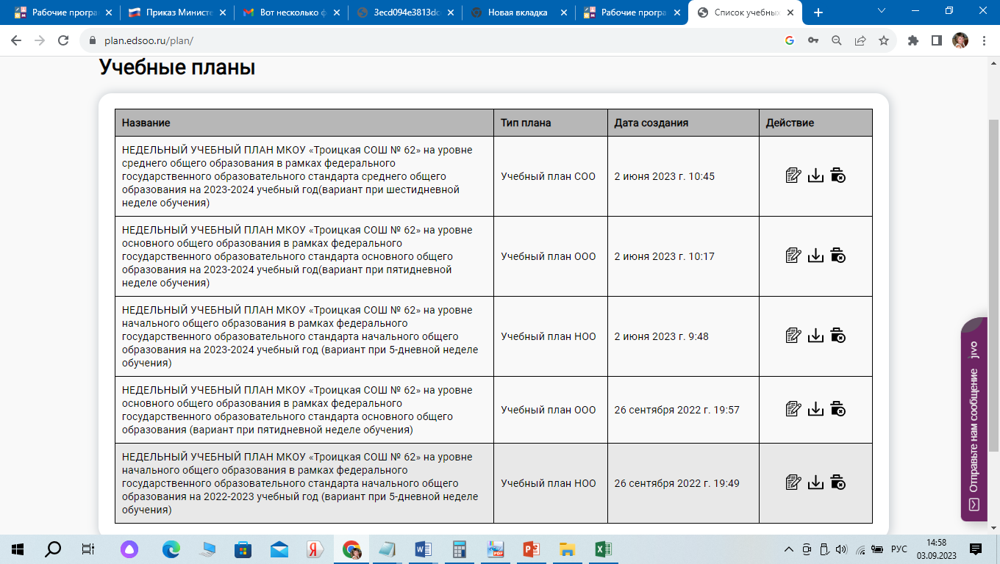 Рабочие програ
Приказ Министе
Вот несколько ф
3ecd094e3813dc
Новая вкладка
Рабочие програ
Список учебных
plan.edsoo.ru/plan/
Учебные планы
Название
Тип плана
Дата создания
Действие
НЕДЕЛЬНЫЙ УЧЕБНЫЙ ПЛАН МКОУ «Троицкая СОШ № 62» на уровне
среднего общего образования в рамках федерального
государственного образовательного стандарта среднего общего
образования на 2023-2024 учебный год(вариант при шестидневной
неделе обучения)
Учебный план СОО
2 июня 2023 г. 10:45
НЕДЕЛЬНЫЙ УЧЕБНЫЙ ПЛАН МКОУ «Троицкая СОШ № 62» на уровне
основного общего образования в рамках федерального
государственного образовательного стандарта основного общего
образования на 2023-2024 учебный год(вариант при пятидневной
неделе обучения)
Учебный план ООО
2 июня 2023 г. 10:17
НЕДЕЛЬНЫЙ УЧЕБНЫЙ ПЛАН МКОУ «Троицкая СОШ № 62» на уровне
начального общего образования в рамках федерального
государственного образовательного стандарта начального общего
образования на 2023-2024 учебный год (вариант при 5-дневной неделе
обучения)
Учебный план НОО
2 июня 2023 г. 9:48
НЕДЕЛЬНЫЙ УЧЕБНЫЙ ПЛАН МКОУ «Троицкая СОШ № 62» на уровне
основного общего образования в рамках федерального
государственного образовательного стандарта основного общего
образования (вариант при пятидневной неделе обучения)
Учебный план ООО
26 сентября 2022 г. 19:57
НЕДЕЛЬНЫЙ УЧЕБНЫЙ ПЛАН МКОУ «Троицкая СОШ № 62» на уровне
начального общего образования в рамках федерального
государственного образовательного стандарта начального общего
образования на 2022-2023 учебный год (вариант при 5-дневной неделе
обучения)
Учебный план НОО
26 сентября 2022 г. 19:49
Отправьте нам сообщение jivo
РУС
14:58
03.09.2023